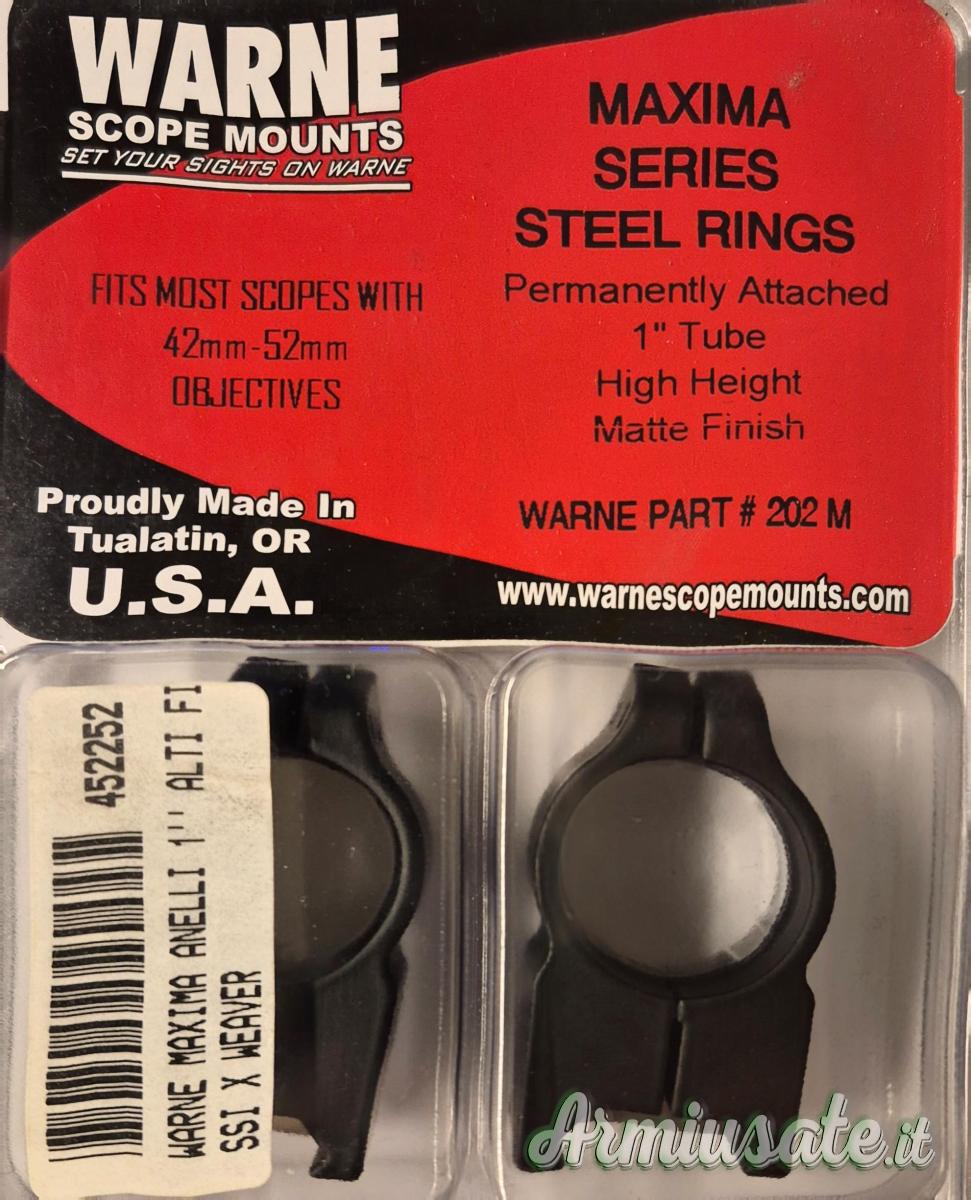 WARNE
SCOPE MOUNTS
SET YOUR SIGHTS ON WARNE
MAXIMA
SERIES
STEEL RINGS
Permanently Attached
1" Tube
High Height
Matte Finish
FITS MOST SCOPES WITH
42mm-52mm
OBJECTIVES
WARNE PART # 202 M
Proudly Made In
Tualatin, OR
U.S.A.
www.warnescopemounts.com
452252
WARNE MAXIMA ANELLI 1'' ALTI FI
SSI X WEAVER
Armiusate.it